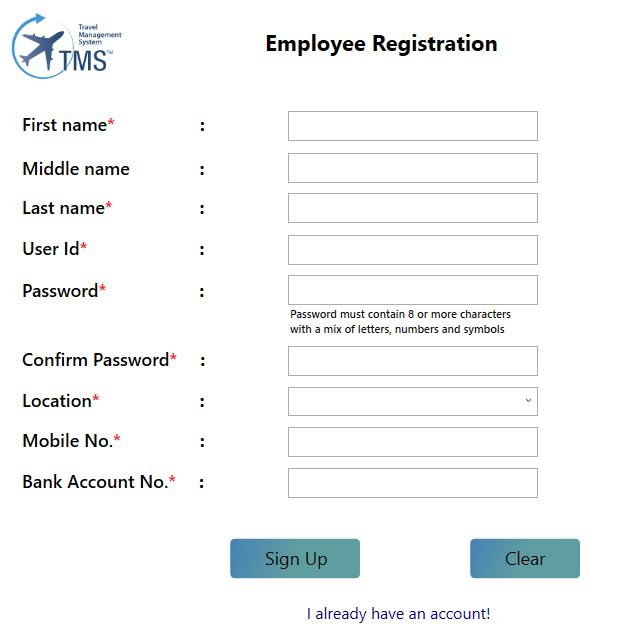 Travel
Management
System
TMS™
Employee Registration
First name* :
Middle name :
Last name* :
User Id* :
Password* :
Password must contain 8 or more characters
with a mix of letters, numbers and symbols
Confirm Password* :
Location* :
Mobile No.* :
Bank Account No.* :
Sign Up Clear
I already have an account!